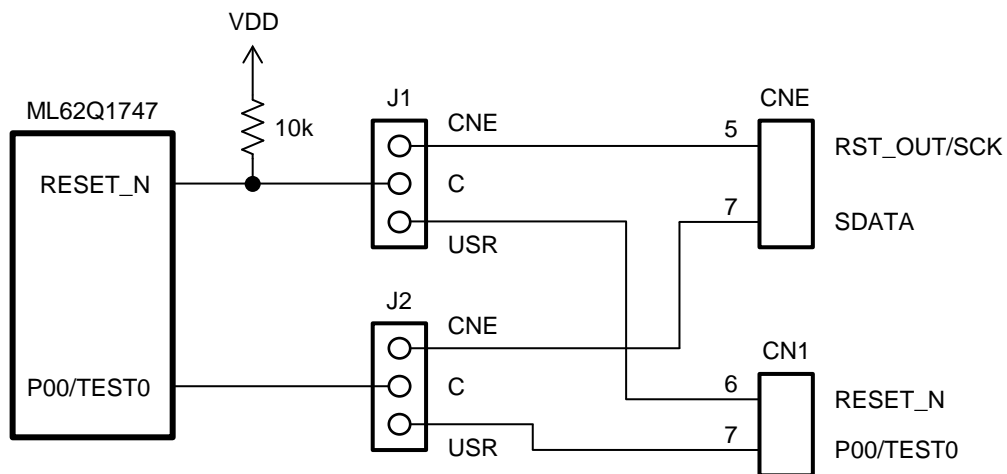 VDD
ML62Q1747
J1
CNE
10k
CNE
5
RST_OUT/SCK
RESET_N
C
7
SDATA
USR
J2
CNE
CN1
6
RESET_N
P00/TEST0
C
7
P00/TEST0
USR